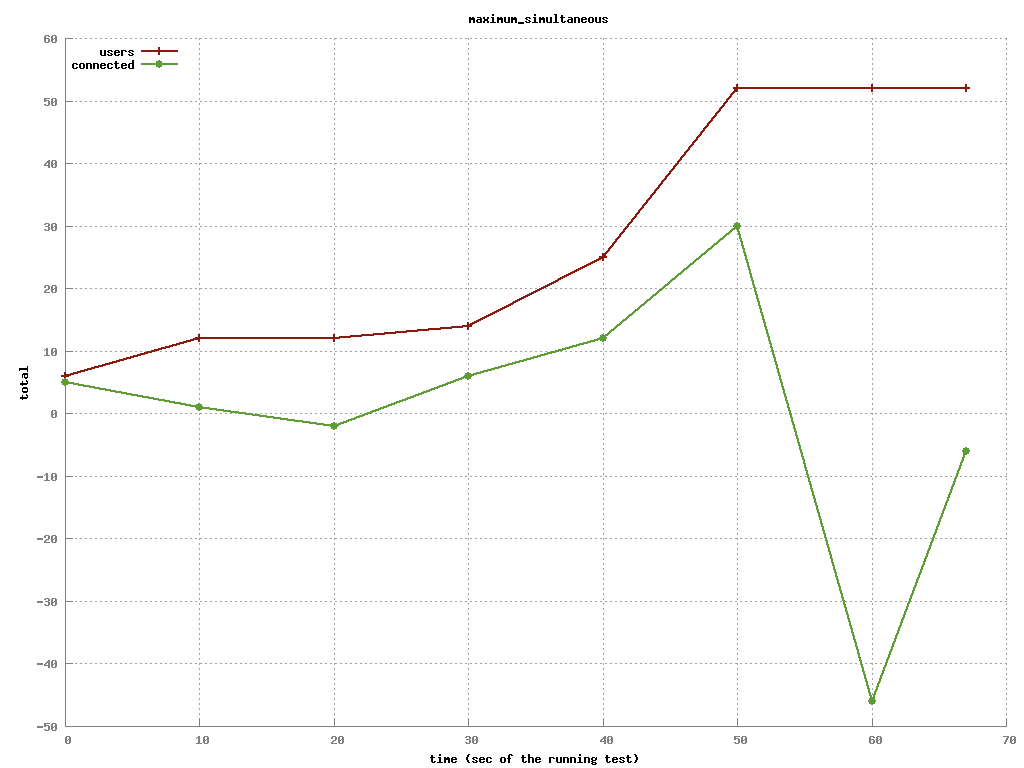 maximum_simultaneous
60
users
connected
50
40
30
20
10
total
0
-10
-20
-30
-40
-50
0 10 20 30 40 50 60 70
time (sec of the running test)